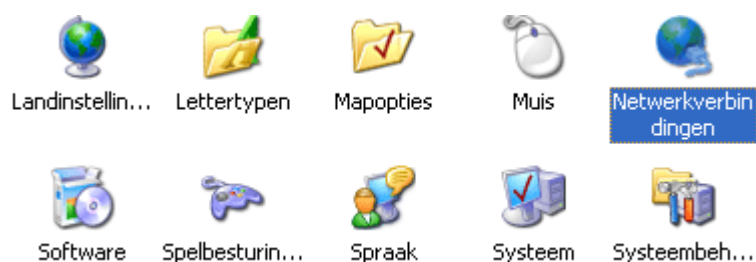 Landinstellin...
Lettertypen
Mapopties
Muis
Netwerkverbin
dingen
Software
Spelbesturin...
Spraak
Systeem
Systeembeh...